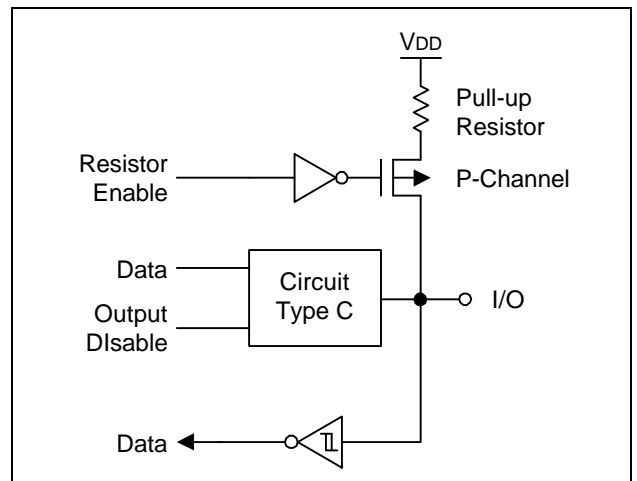 VDD
Pull-up
Resistor
Resistor
Enable
P-Channel
Data
Circuit
Type C
Output
DIsable
I/O
Data